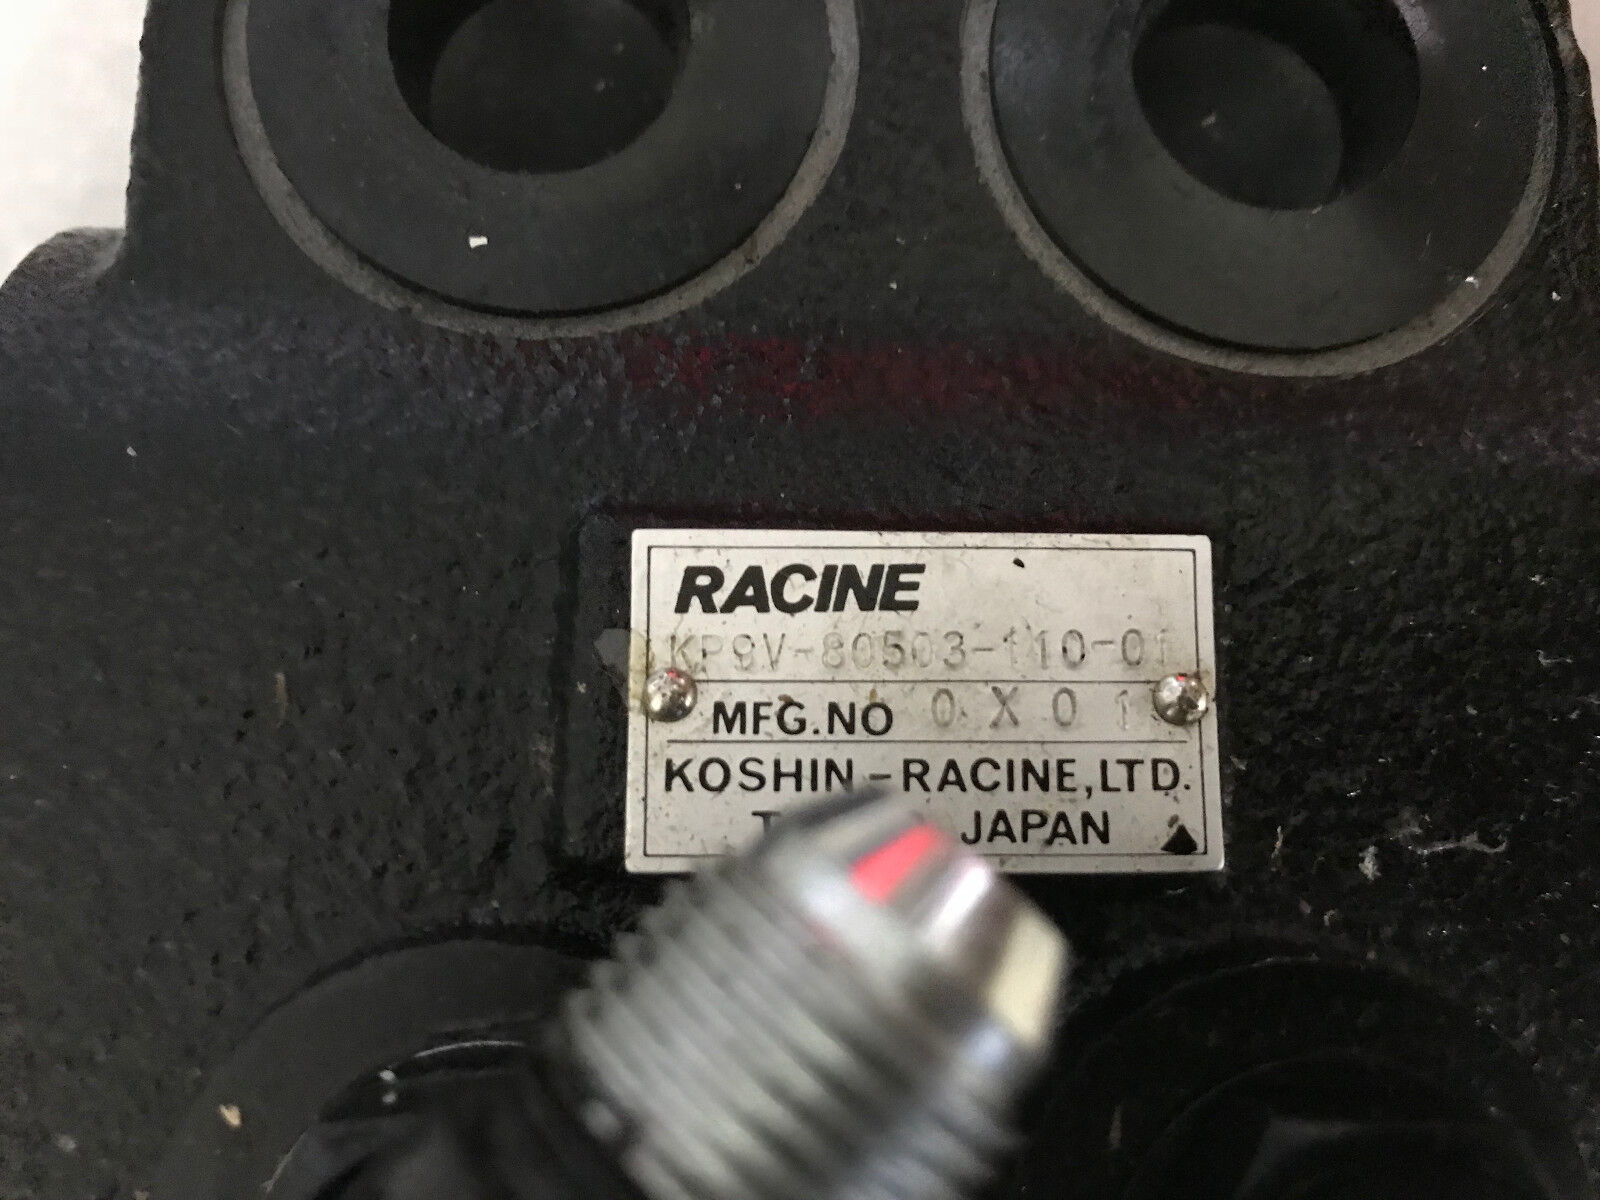 RACINE
KP9V-80503-110-01
MFG.NO 0X01
KOSHIN-RACINE,LTD.
JAPAN